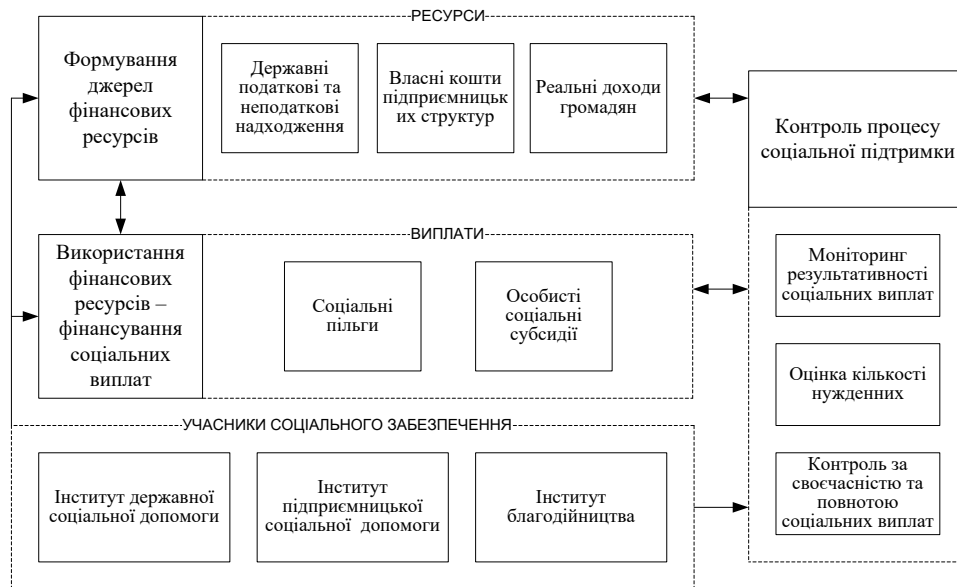 РЕСУРСИ
Формування
джерел
фінансових
ресурсів
Державні
податкові та
неподаткові
надходження
Власні кошти
підприємницьк
их структур
Реальні доходи
громадян
Контроль процесу
соціальної підтримки
ВИПЛАТИ
Використання
фінансових
ресурсів –
фінансування
соціальних
виплат
Соціальні
пільги
Особисті
соціальні
субсидії
Моніторинг
результативності
соціальних виплат
Оцінка кількості
нужденних
Контроль за
своєчасністю та
повнотою
соціальних виплат
УЧАСНИКИ СОЦІАЛЬНОГО ЗАБЕЗПЕЧЕННЯ
Інститут державної
соціальної допомоги
Інститут
підприємницької
соціальної допомоги
Інститут
благодійництва